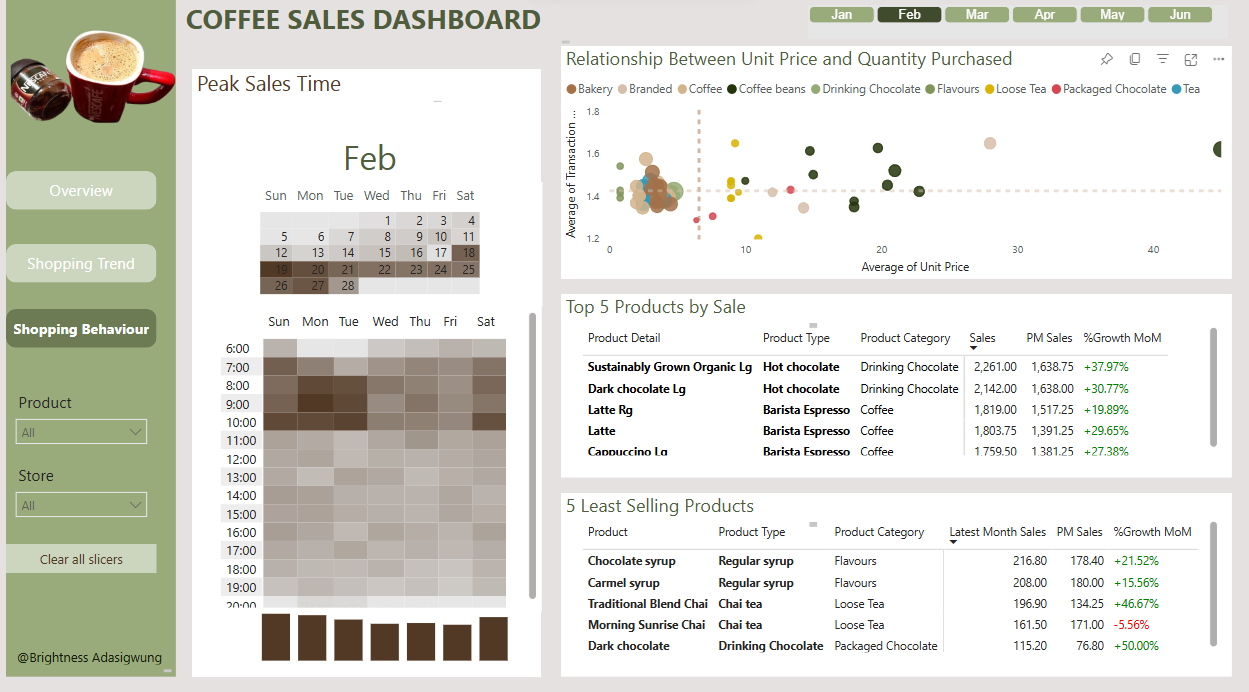 COFFEE SALES DASHBOARD
Jan Feb Mar Apr May Jun
NESCAFÉ
Overview
Shopping Trend
Shopping Behaviour
Product
All
Store
All
Clear all slicers
@Brightness Adasigwung
Peak Sales Time
Feb
Sun Mon Tue Wed Thu Fri Sat
1 2 3 4
5 6 7 8 9 10 11
12 13 14 15 16 17 18
19 20 21 22 23 24 25
26 27 28
Sun Mon Tue Wed Thu Fri Sat
6:00
7:00
8:00
9:00
10:00
11:00
12:00
13:00
14:00
15:00
16:00
17:00
18:00
19:00
20:00
Relationship Between Unit Price and Quantity Purchased
Bakery Branded Coffee Coffee beans Drinking Chocolate Flavours Loose Tea Packaged Chocolate Tea
Average of Transaction ...
1.8
1.6
1.4
1.2
0 10 20 30 40
Average of Unit Price
Top 5 Products by Sale
Product Detail Product Type Product Category Sales PM Sales %Growth MoM
Sustainably Grown Organic Lg Hot chocolate Drinking Chocolate 2,261.00 1,638.75 +37.97%
Dark chocolate Lg Hot chocolate Drinking Chocolate 2,142.00 1,638.00 +30.77%
Latte Rg Barista Espresso Coffee 1,819.00 1,517.25 +19.89%
Latte Barista Espresso Coffee 1,803.75 1,391.25 +29.65%
Cappuccino Lg Barista Espresso Coffee 1,759.50 1,381.25 +27.38%
5 Least Selling Products
Product Product Type Product Category Latest Month Sales PM Sales %Growth MoM
Chocolate syrup Regular syrup Flavours 216.80 178.40 +21.52%
Carmel syrup Regular syrup Flavours 208.00 180.00 +15.56%
Traditional Blend Chai Chai tea Loose Tea 196.90 134.25 +46.67%
Morning Sunrise Chai Chai tea Loose Tea 161.50 171.00 -5.56%
Dark chocolate Drinking Chocolate Packaged Chocolate 115.20 76.80 +50.00%